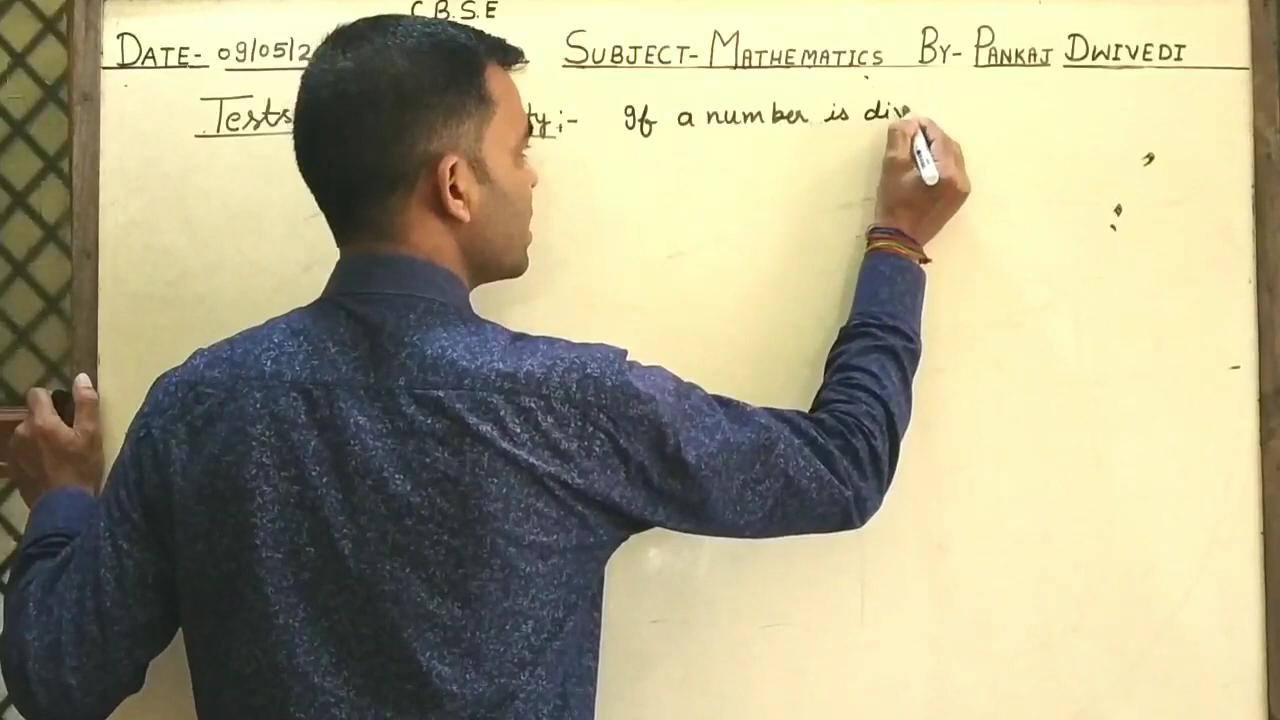 C.B.S.E
DATE- 09/05/2 SUBJECT- MATHEMATICS BY- PANKAJ DWIVEDI
Tests ty:- If a number is div